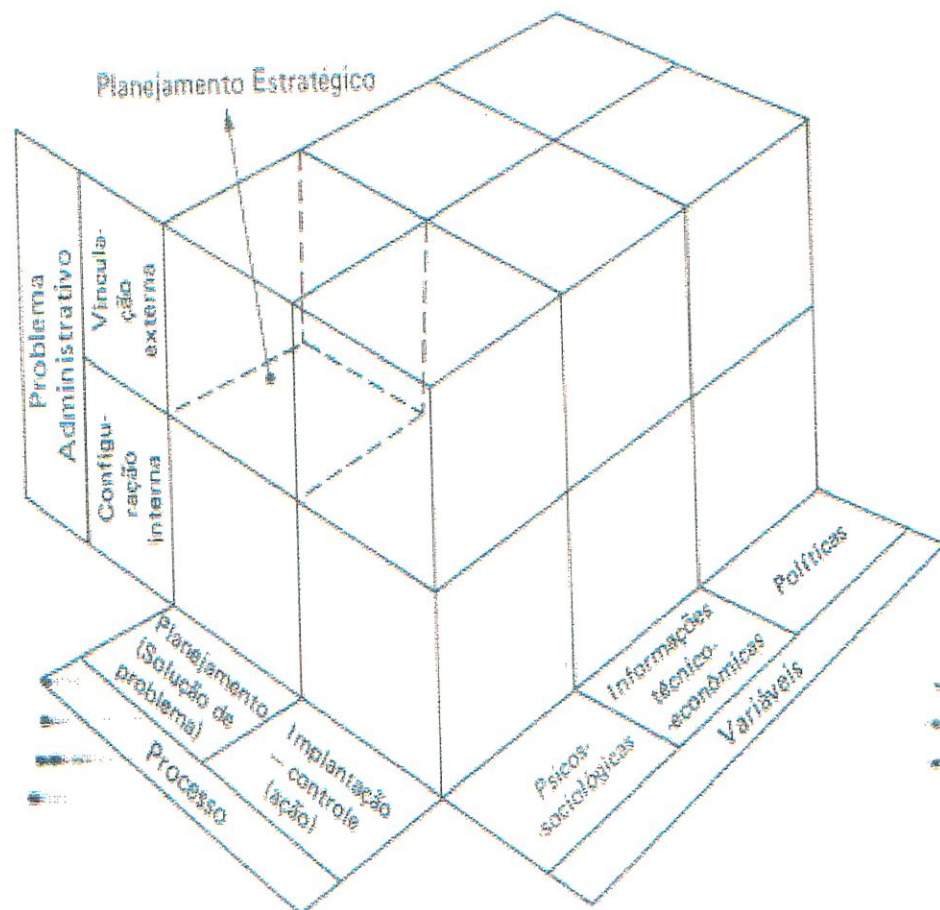 Planejamento Estratégico
Problema
Administrativo
Vincula-
ção
externa
Configu-
ração
interna
Planejamento
(Solução de
problema)
Implantação
— controle
(ação)
Processo
Psicos-
sociológicas
Informações
técnico-
econômicas
Políticas
Variáveis